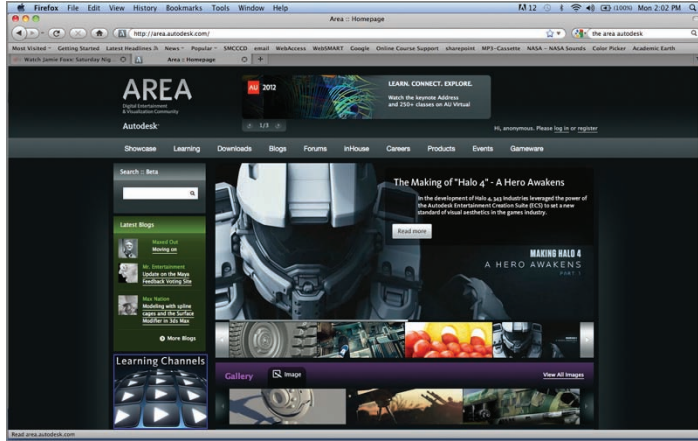 Firefox File Edit View History Bookmarks Tools Window Help
12 (100%) Mon 2:02 PM
Area :: Homepage
http://area.autodesk.com/
the area autodesk
Most Visited Getting Started Latest Headlines News Popular SMCCCD email WebAccess WebSMART Google Online Course Support sharepoint MP3-Cassette NASA - NASA Sounds Color Picker Academic Earth
Watch Jamie Foxx: Saturday Nig...
Area :: Homepage
AREA
Digital Entertainment
& Visualization Community
Autodesk
AU 2012
LEARN. CONNECT. EXPLORE.
Watch the keynote Address
and 250+ classes on AU Virtual
1/3
Hi, anonymous. Please log in or register
Showcase Learning Downloads Blogs Forums inHouse Careers Products Events Gameware
Search :: Beta
Latest Blogs
Maxed Out
Moving us
Mr. Entertainment
Update on the Maya
Feedback Voting Site
Max Nation
Modeling with spline
cages and the Surface
Modifier in 3ds Max
More Blogs
Learning Channels
The Making of "Halo 4" - A Hero Awakens
In the development of Halo 4, 343 Industries leveraged the power of
the Autodesk Entertainment Creation Suite (ECS) to set a new
standard of visual aesthetics in the games industry.
Read more
MAKING HALO 4
A HERO AWAKENS
PART 1
Gallery
Image
View All Images
Read area.autodesk.com